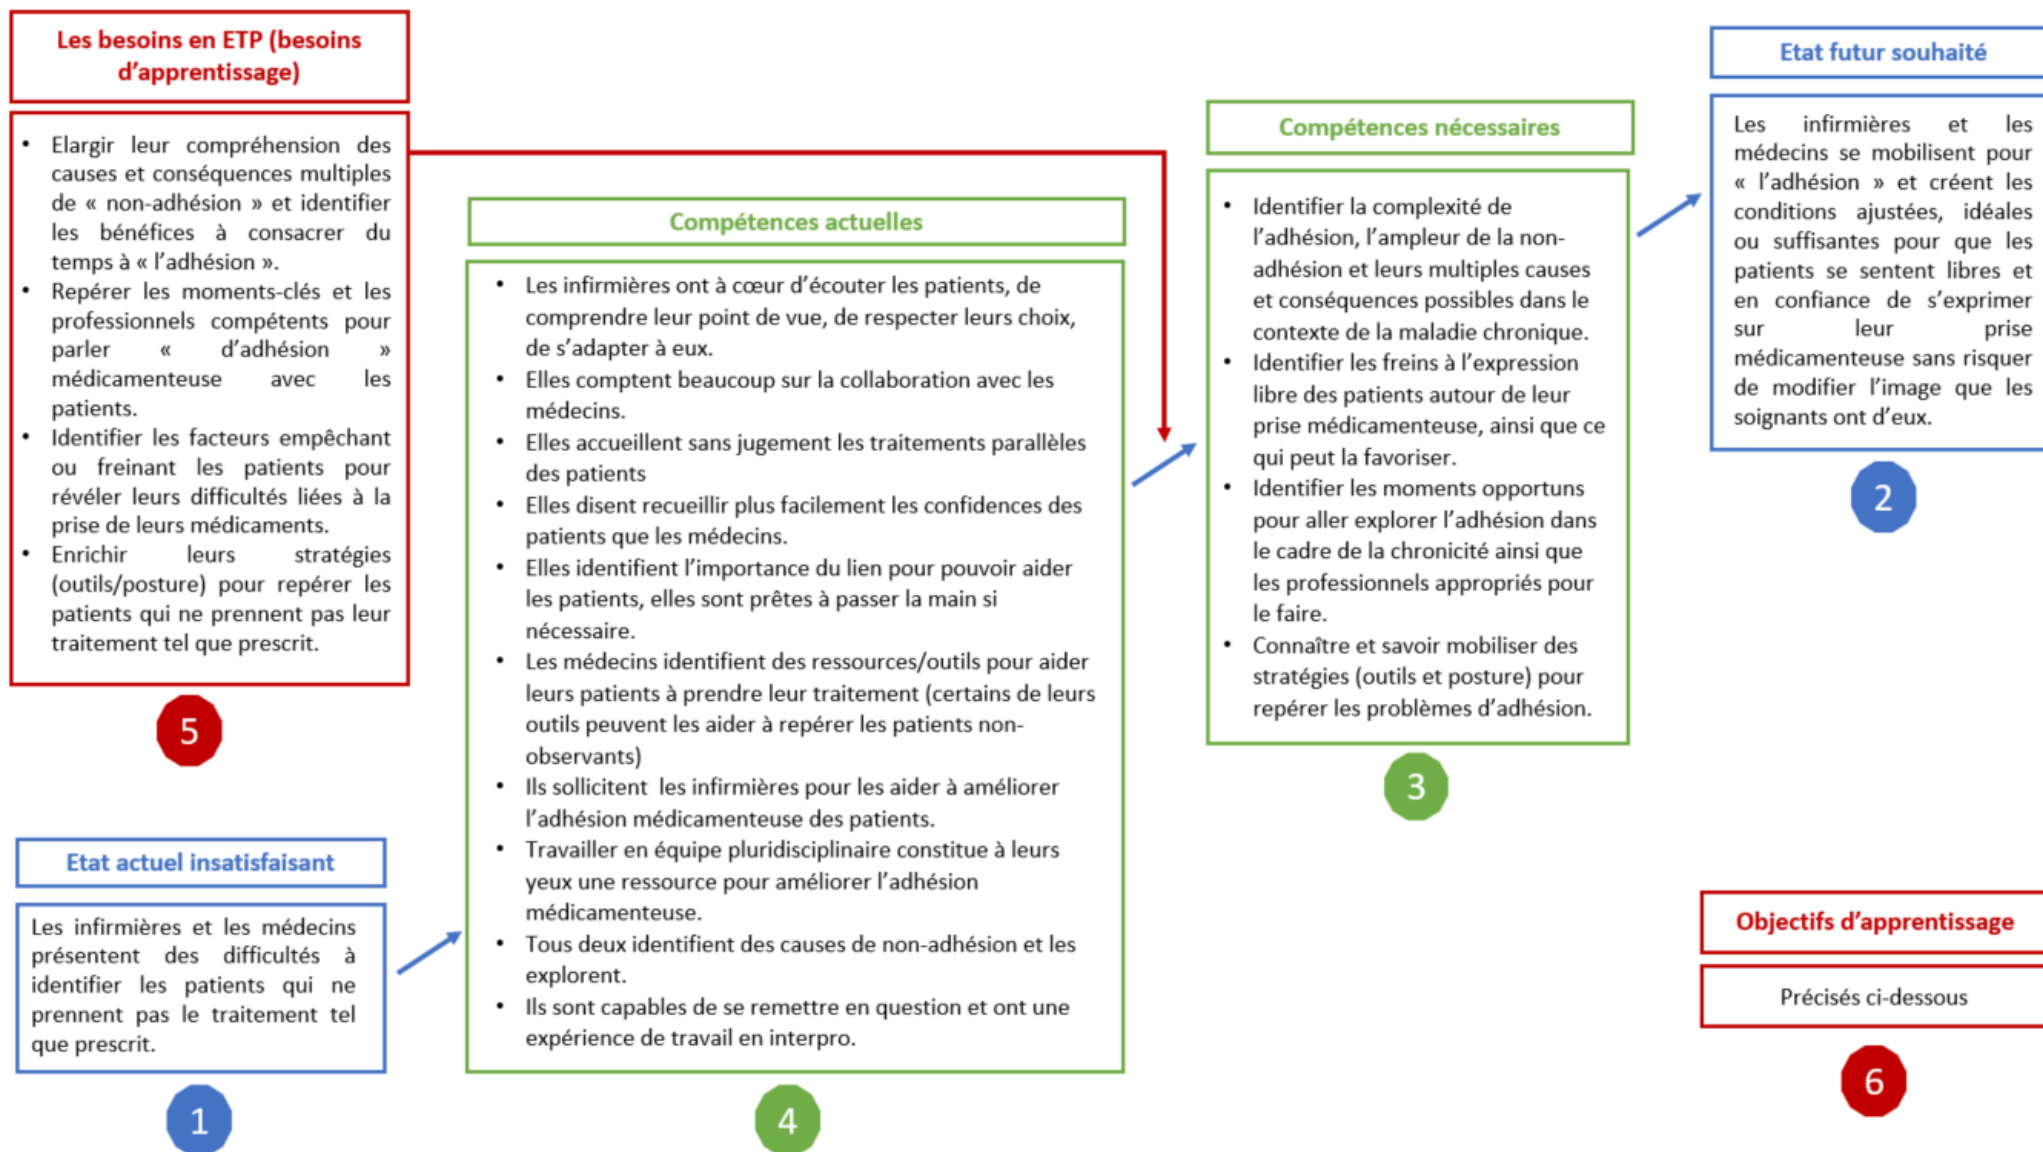 Les besoins en ETP (besoins
d'apprentissage)
• Elargir leur compréhension des
causes et conséquences multiples
de « non-adhésion » et identifier
les bénéfices à consacrer du
temps à « l'adhésion ».
• Repérer les moments-clés et les
professionnels compétents pour
parler « d'adhésion »
médicamenteuse avec les
patients.
• Identifier les facteurs empêchant
ou freinant les patients pour
révéler leurs difficultés liées à la
prise de leurs médicaments.
• Enrichir leurs stratégies
(outils/posture) pour repérer les
patients qui ne prennent pas leur
traitement tel que prescrit.
5
Etat actuel insatisfaisant
Les infirmières et les médecins
présentent des difficultés à
identifier les patients qui ne
prennent pas le traitement tel
que prescrit.
1
Compétences actuelles
• Les infirmières ont à cœur d'écouter les patients, de
comprendre leur point de vue, de respecter leurs choix,
de s'adapter à eux.
• Elles comptent beaucoup sur la collaboration avec les
médecins.
• Elles accueillent sans jugement les traitements parallèles
des patients
• Elles disent recueillir plus facilement les confidences des
patients que les médecins.
• Elles identifient l'importance du lien pour pouvoir aider
les patients, elles sont prêtes à passer la main si
nécessaire.
• Les médecins identifient des ressources/outils pour aider
leurs patients à prendre leur traitement (certains de leurs
outils peuvent les aider à repérer les patients non-
observants)
• Ils sollicitent les infirmières pour les aider à améliorer
l'adhésion médicamenteuse des patients.
• Travailler en équipe pluridisciplinaire constitue à leurs
yeux une ressource pour améliorer l'adhésion
médicamenteuse.
• Tous deux identifient des causes de non-adhésion et les
explorent.
• Ils sont capables de se remettre en question et ont une
expérience de travail en interpro.
4
Compétences nécessaires
• Identifier la complexité de
l'adhésion, l'ampleur de la non-
adhésion et leurs multiples causes
et conséquences possibles dans le
contexte de la maladie chronique.
• Identifier les freins à l'expression
libre des patients autour de leur
prise médicamenteuse, ainsi que ce
qui peut la favoriser.
• Identifier les moments opportuns
pour aller explorer l'adhésion dans
le cadre de la chronicité ainsi que
les professionnels appropriés pour
le faire.
• Connaître et savoir mobiliser des
stratégies (outils et posture) pour
repérer les problèmes d'adhésion.
3
Etat futur souhaité
Les infirmières et les
médecins se mobilisent pour
« l'adhésion » et créent les
conditions ajustées, idéales
ou suffisantes pour que les
patients se sentent libres et
en confiance de s'exprimer
sur leur prise
médicamenteuse sans risquer
de modifier l'image que les
soignants ont d'eux.
2
Objectifs d'apprentissage
Précisés ci-dessous
6